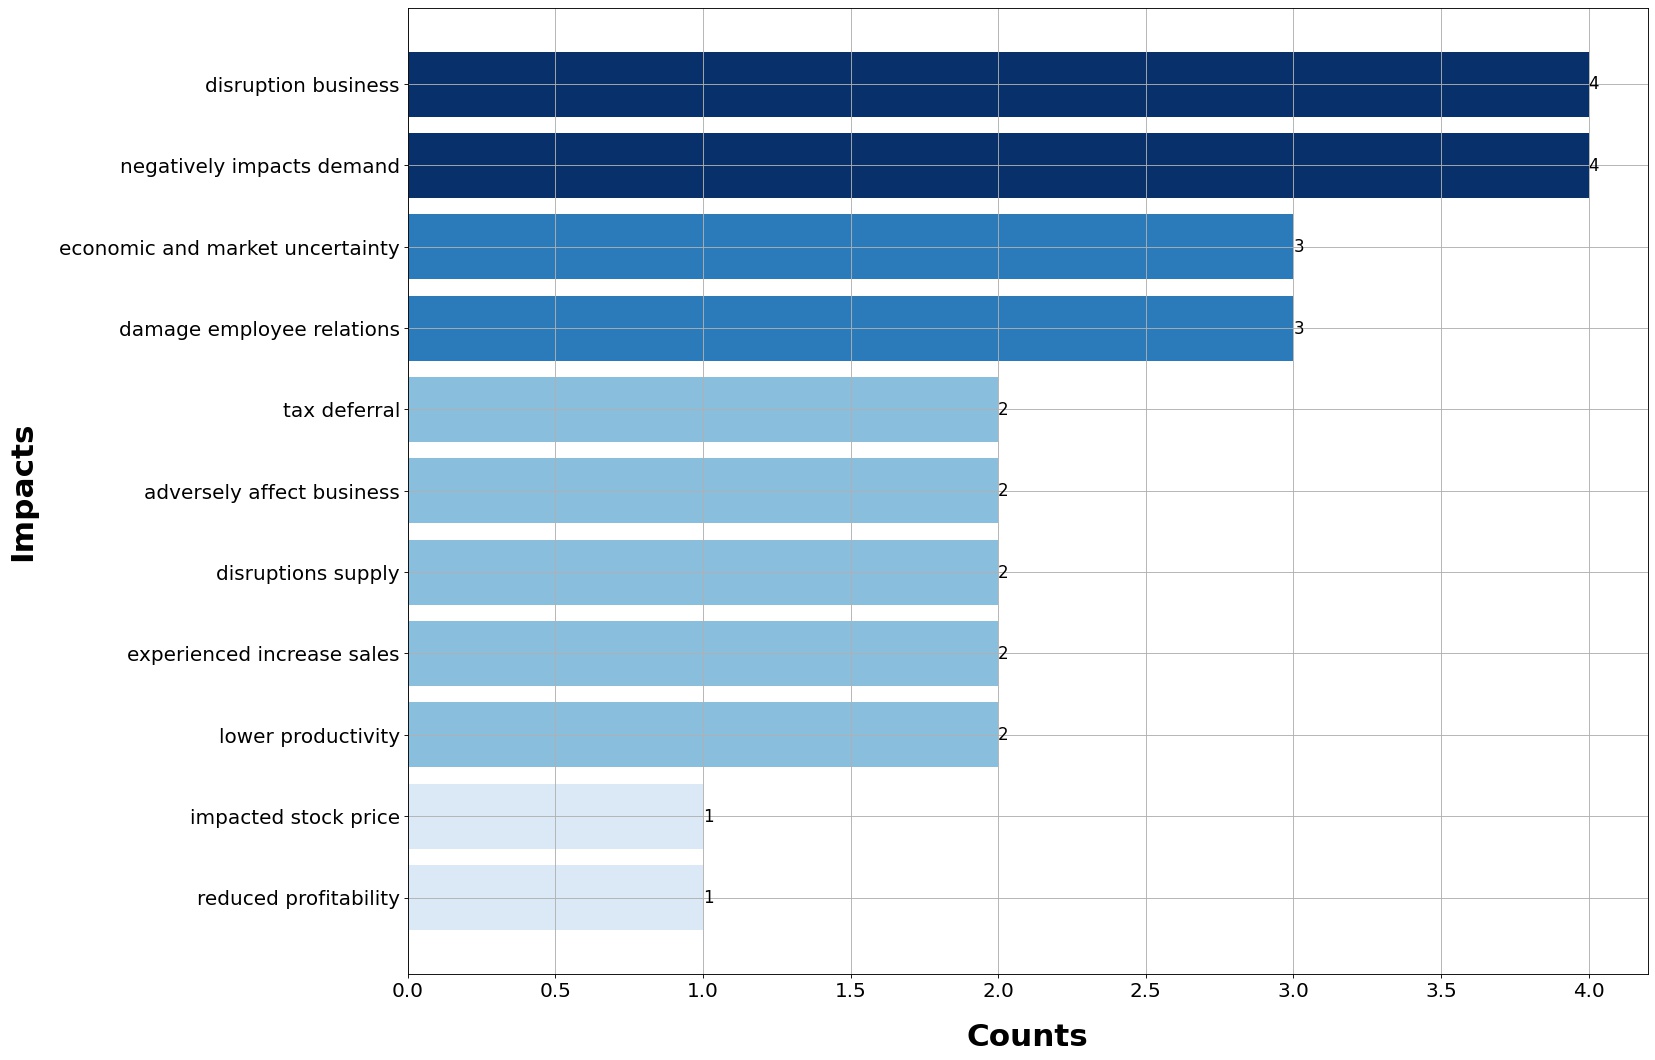 disruption business 4
negatively impacts demand 4
economic and market uncertainty 3
damage employee relations 3
tax deferral 2
adversely affect business 2
disruptions supply 2
experienced increase sales 2
lower productivity 2
impacted stock price 1
reduced profitability 1
Impacts
0.0 0.5 1.0 1.5 2.0 2.5 3.0 3.5 4.0
Counts